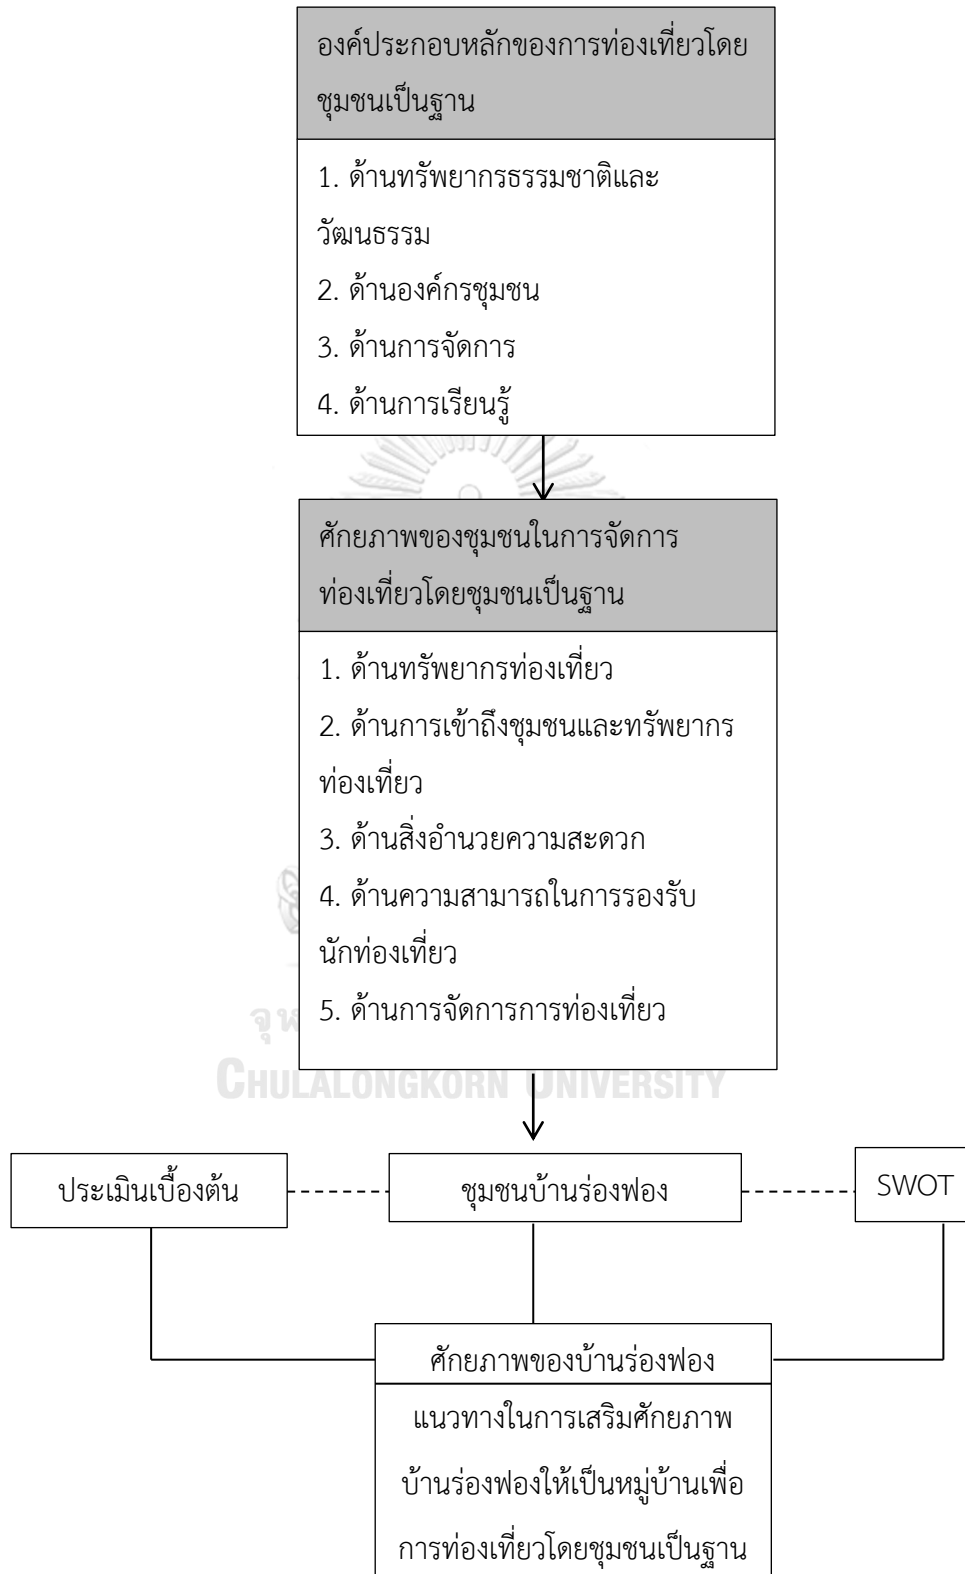 องค์ประกอบหลักของการท่องเที่ยวโดย
ชุมชนเป็นฐาน
1. ด้านทรัพยากรธรรมชาติและ
วัฒนธรรม
2. ด้านองค์กรชุมชน
3. ด้านการจัดการ
4. ด้านการเรียนรู้
ศักยภาพของชุมชนในการจัดการ
ท่องเที่ยวโดยชุมชนเป็นฐาน
1. ด้านทรัพยากรท่องเที่ยว
2. ด้านการเข้าถึงชุมชนและทรัพยากร
ท่องเที่ยว
3. ด้านสิ่งอำนวยความสะดวก
4. ด้านความสามารถในการรองรับ
นักท่องเที่ยว
5. ด้านการจัดการการท่องเที่ยว
CHULALONGKORN UNIVERSITY
ประเมินเบื้องต้น
ชุมชนบ้านร่องฟอง
SWOT
ศักยภาพของบ้านร่องฟอง
แนวทางในการเสริมศักยภาพ
บ้านร่องฟองให้เป็นหมู่บ้านเพื่อ
การท่องเที่ยวโดยชุมชนเป็นฐาน